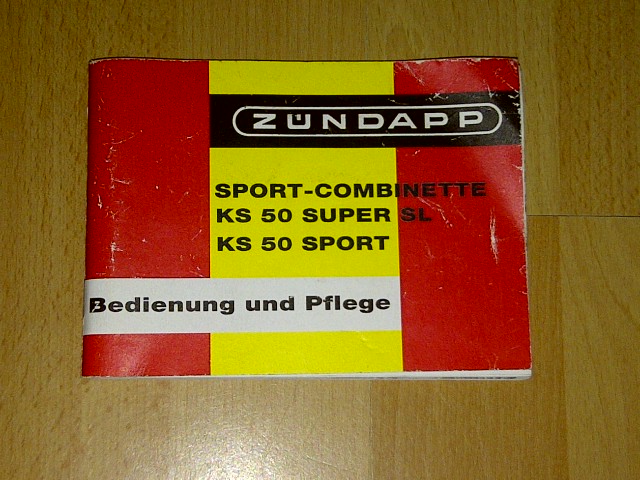 ZÜNDAPP
SPORT-COMBINETTE
KS 50 SUPER SL
KS 50 SPORT
Bedienung und Pflege